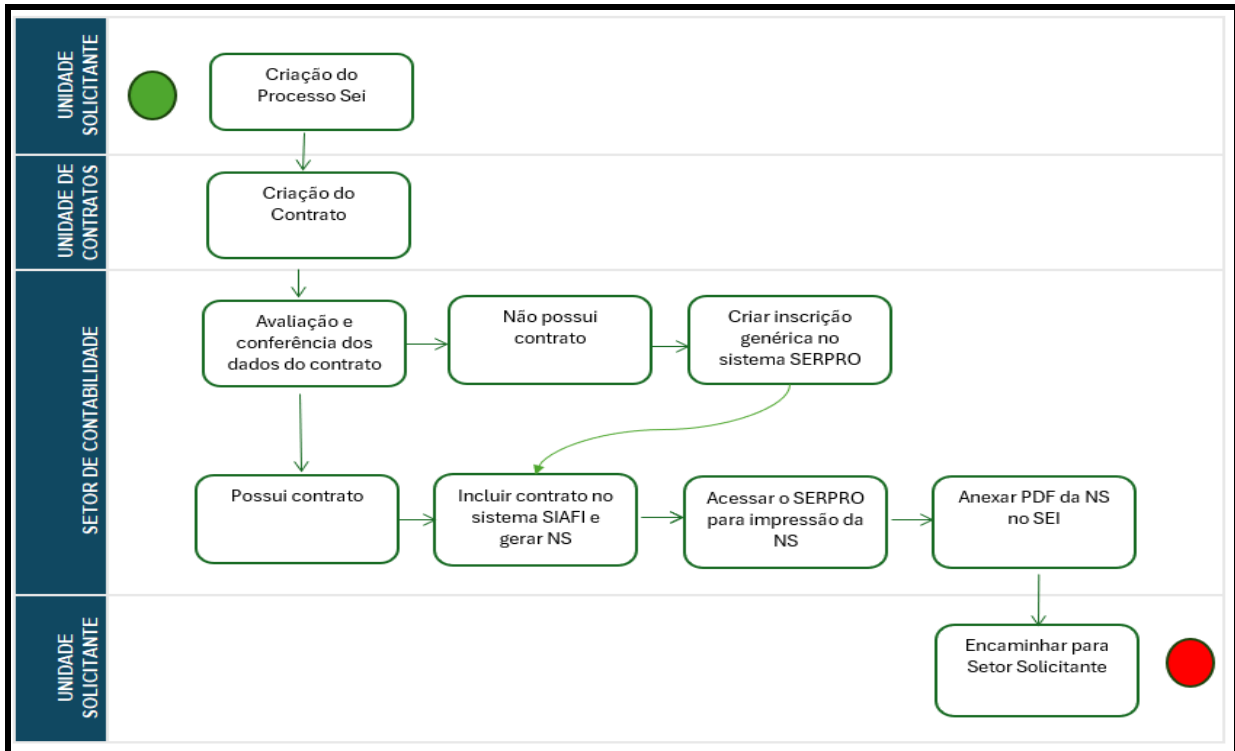 UNIDADE
SOLICITANTE
Criação do
Processo Sei
UNIDADE DE
CONTRATOS
Criação do
Contrato
SETOR DE CONTABILIDADE
Avaliação e
conferência dos
dados do contrato
Não possui
contrato
Criar inscrição
genérica no
sistema SERPRO
Possui contrato
Incluir contrato no
sistema SIAFI e
gerar NS
Acessar o SERPRO
para impressão da
NS
Anexar PDF da NS
no SEI
UNIDADE
SOLICITANTE
Encaminhar para
Setor Solicitante